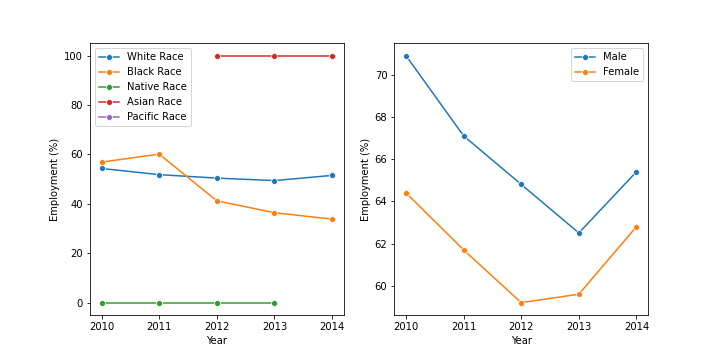 White Race
Black Race
Native Race
Asian Race
Pacific Race
100
80
60
40
20
0
Employment (%)
2010 2011 2012 2013 2014
Year
Male
Female
70
68
66
64
62
60
Employment (%)
2010 2011 2012 2013 2014
Year